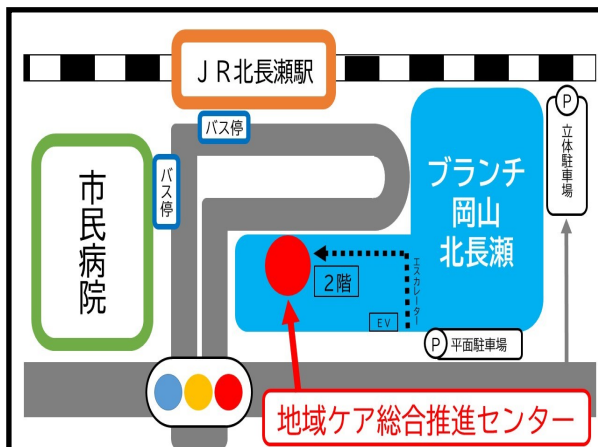 JR北長瀬駅
バス停
バス停
市民病院
ブランチ
岡山
北長瀬
P
立体駐車場
2階
エスカレーター
EV
P 平面駐車場
地域ケア総合推進センター